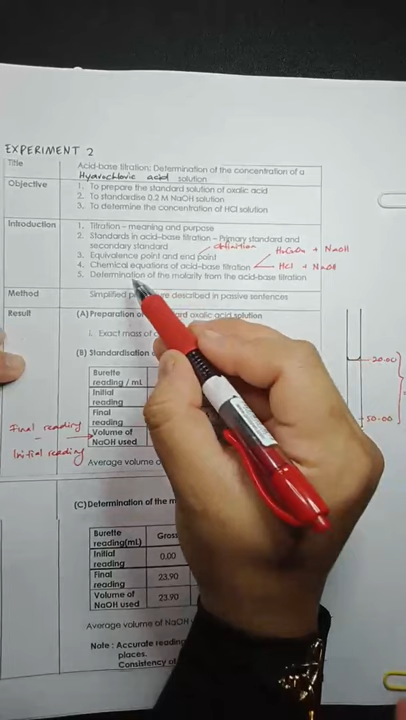 EXPERIMENT 2
Title
Acid-base titration: Determination of the concentration of a
Hydrochloric acid solution
Objective
1. To prepare the standard solution of oxalic acid
2. To standardise 0.2 M NaOH solution
3. To determine the concentration of HCl solution
Introduction
1. Titration – meaning and purpose
2. Standards in acid-base titration – Primary standard and
secondary standard
3. Equivalence point and end point
4. Chemical equations of acid-base titration
H₂C₂O₄ + NaOH
HCl + NaOH
5. Determination of the molarity from the acid-base titration
Method
Simplified described in passive sentences
Result
(A) Preparation oxalic acid solution
i. Exact mass of
(B) Standardisation
Burette
reading / mL
Initial
reading
Final
reading
Volume of
NaOH used
Final reading
–
Initial reading
20.00
50.00
Average volume
(C) Determination of the
Burette
reading(mL)
Initial
reading
0.00
Final
reading
23.90
Volume of
NaOH used
23.90
Average volume of NaOH
Note : Accurate
places.
Consistency of